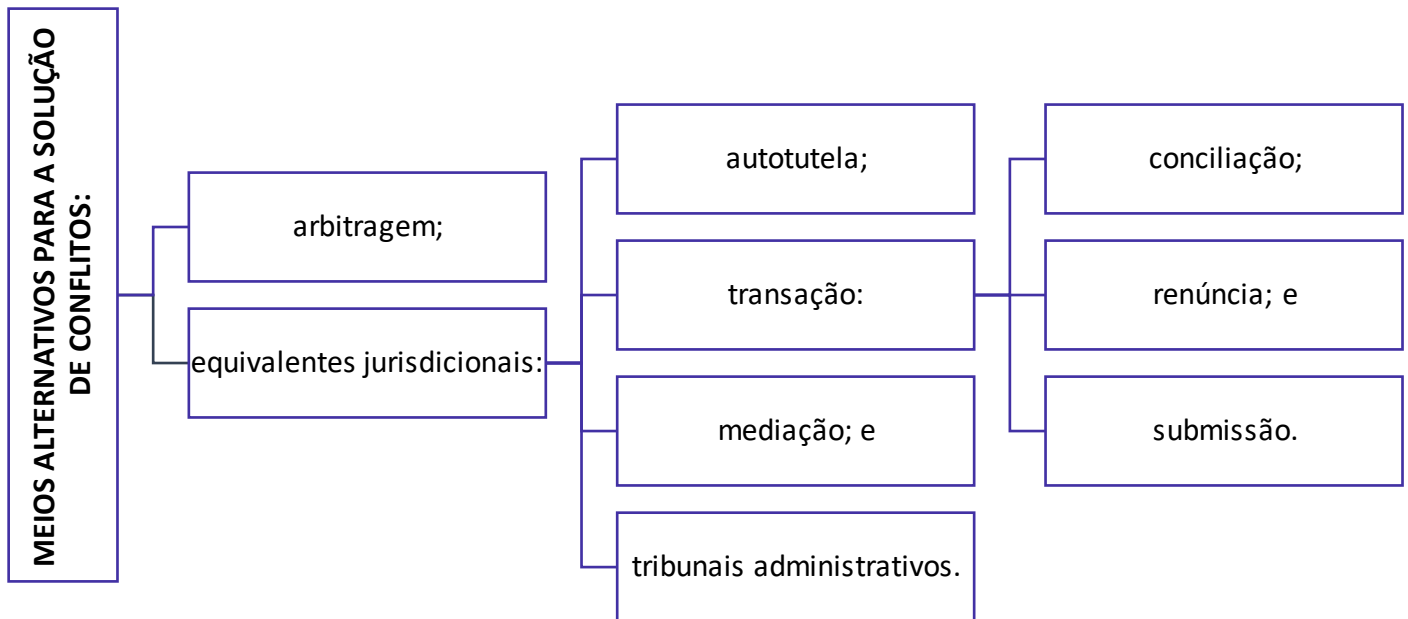 MEIOS ALTERNATIVOS PARA A SOLUÇÃO
DE CONFLITOS:
arbitragem;
equivalentes jurisdicionais:
autotutela;
transação:
mediação; e
tribunais administrativos.
conciliação;
renúncia; e
submissão.